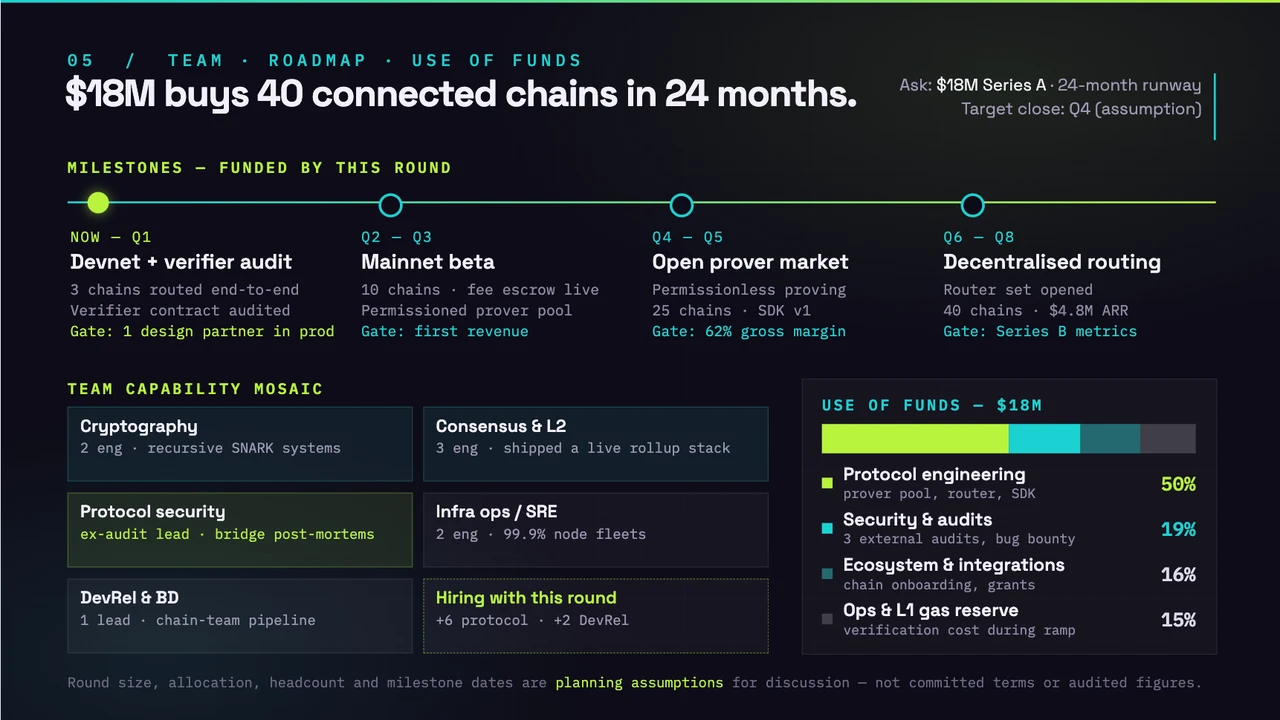 05 / TEAM · ROADMAP · USE OF FUNDS
$18M buys 40 connected chains in 24 months.
Ask: $18M Series A · 24-month runway
Target close: Q4 (assumption)
MILESTONES — FUNDED BY THIS ROUND
NOW — Q1
Devnet + verifier audit
3 chains routed end-to-end
Verifier contract audited
Gate: 1 design partner in prod
Q2 — Q3
Mainnet beta
10 chains · fee escrow live
Permissioned prover pool
Gate: first revenue
Q4 — Q5
Open prover market
Permissionless proving
25 chains · SDK v1
Gate: 62% gross margin
Q6 — Q8
Decentralised routing
Router set opened
40 chains · $4.8M ARR
Gate: Series B metrics
TEAM CAPABILITY MOSAIC
Cryptography
2 eng · recursive SNARK systems
Consensus & L2
3 eng · shipped a live rollup stack
Protocol security
ex-audit lead · bridge post-mortems
Infra ops / SRE
2 eng · 99.9% node fleets
DevRel & BD
1 lead · chain-team pipeline
Hiring with this round
+6 protocol · +2 DevRel
USE OF FUNDS — $18M
Protocol engineering 50%
prover pool, router, SDK
Security & audits 19%
3 external audits, bug bounty
Ecosystem & integrations 16%
chain onboarding, grants
Ops & L1 gas reserve 15%
verification cost during ramp
Round size, allocation, headcount and milestone dates are planning assumptions for discussion — not committed terms or audited figures.